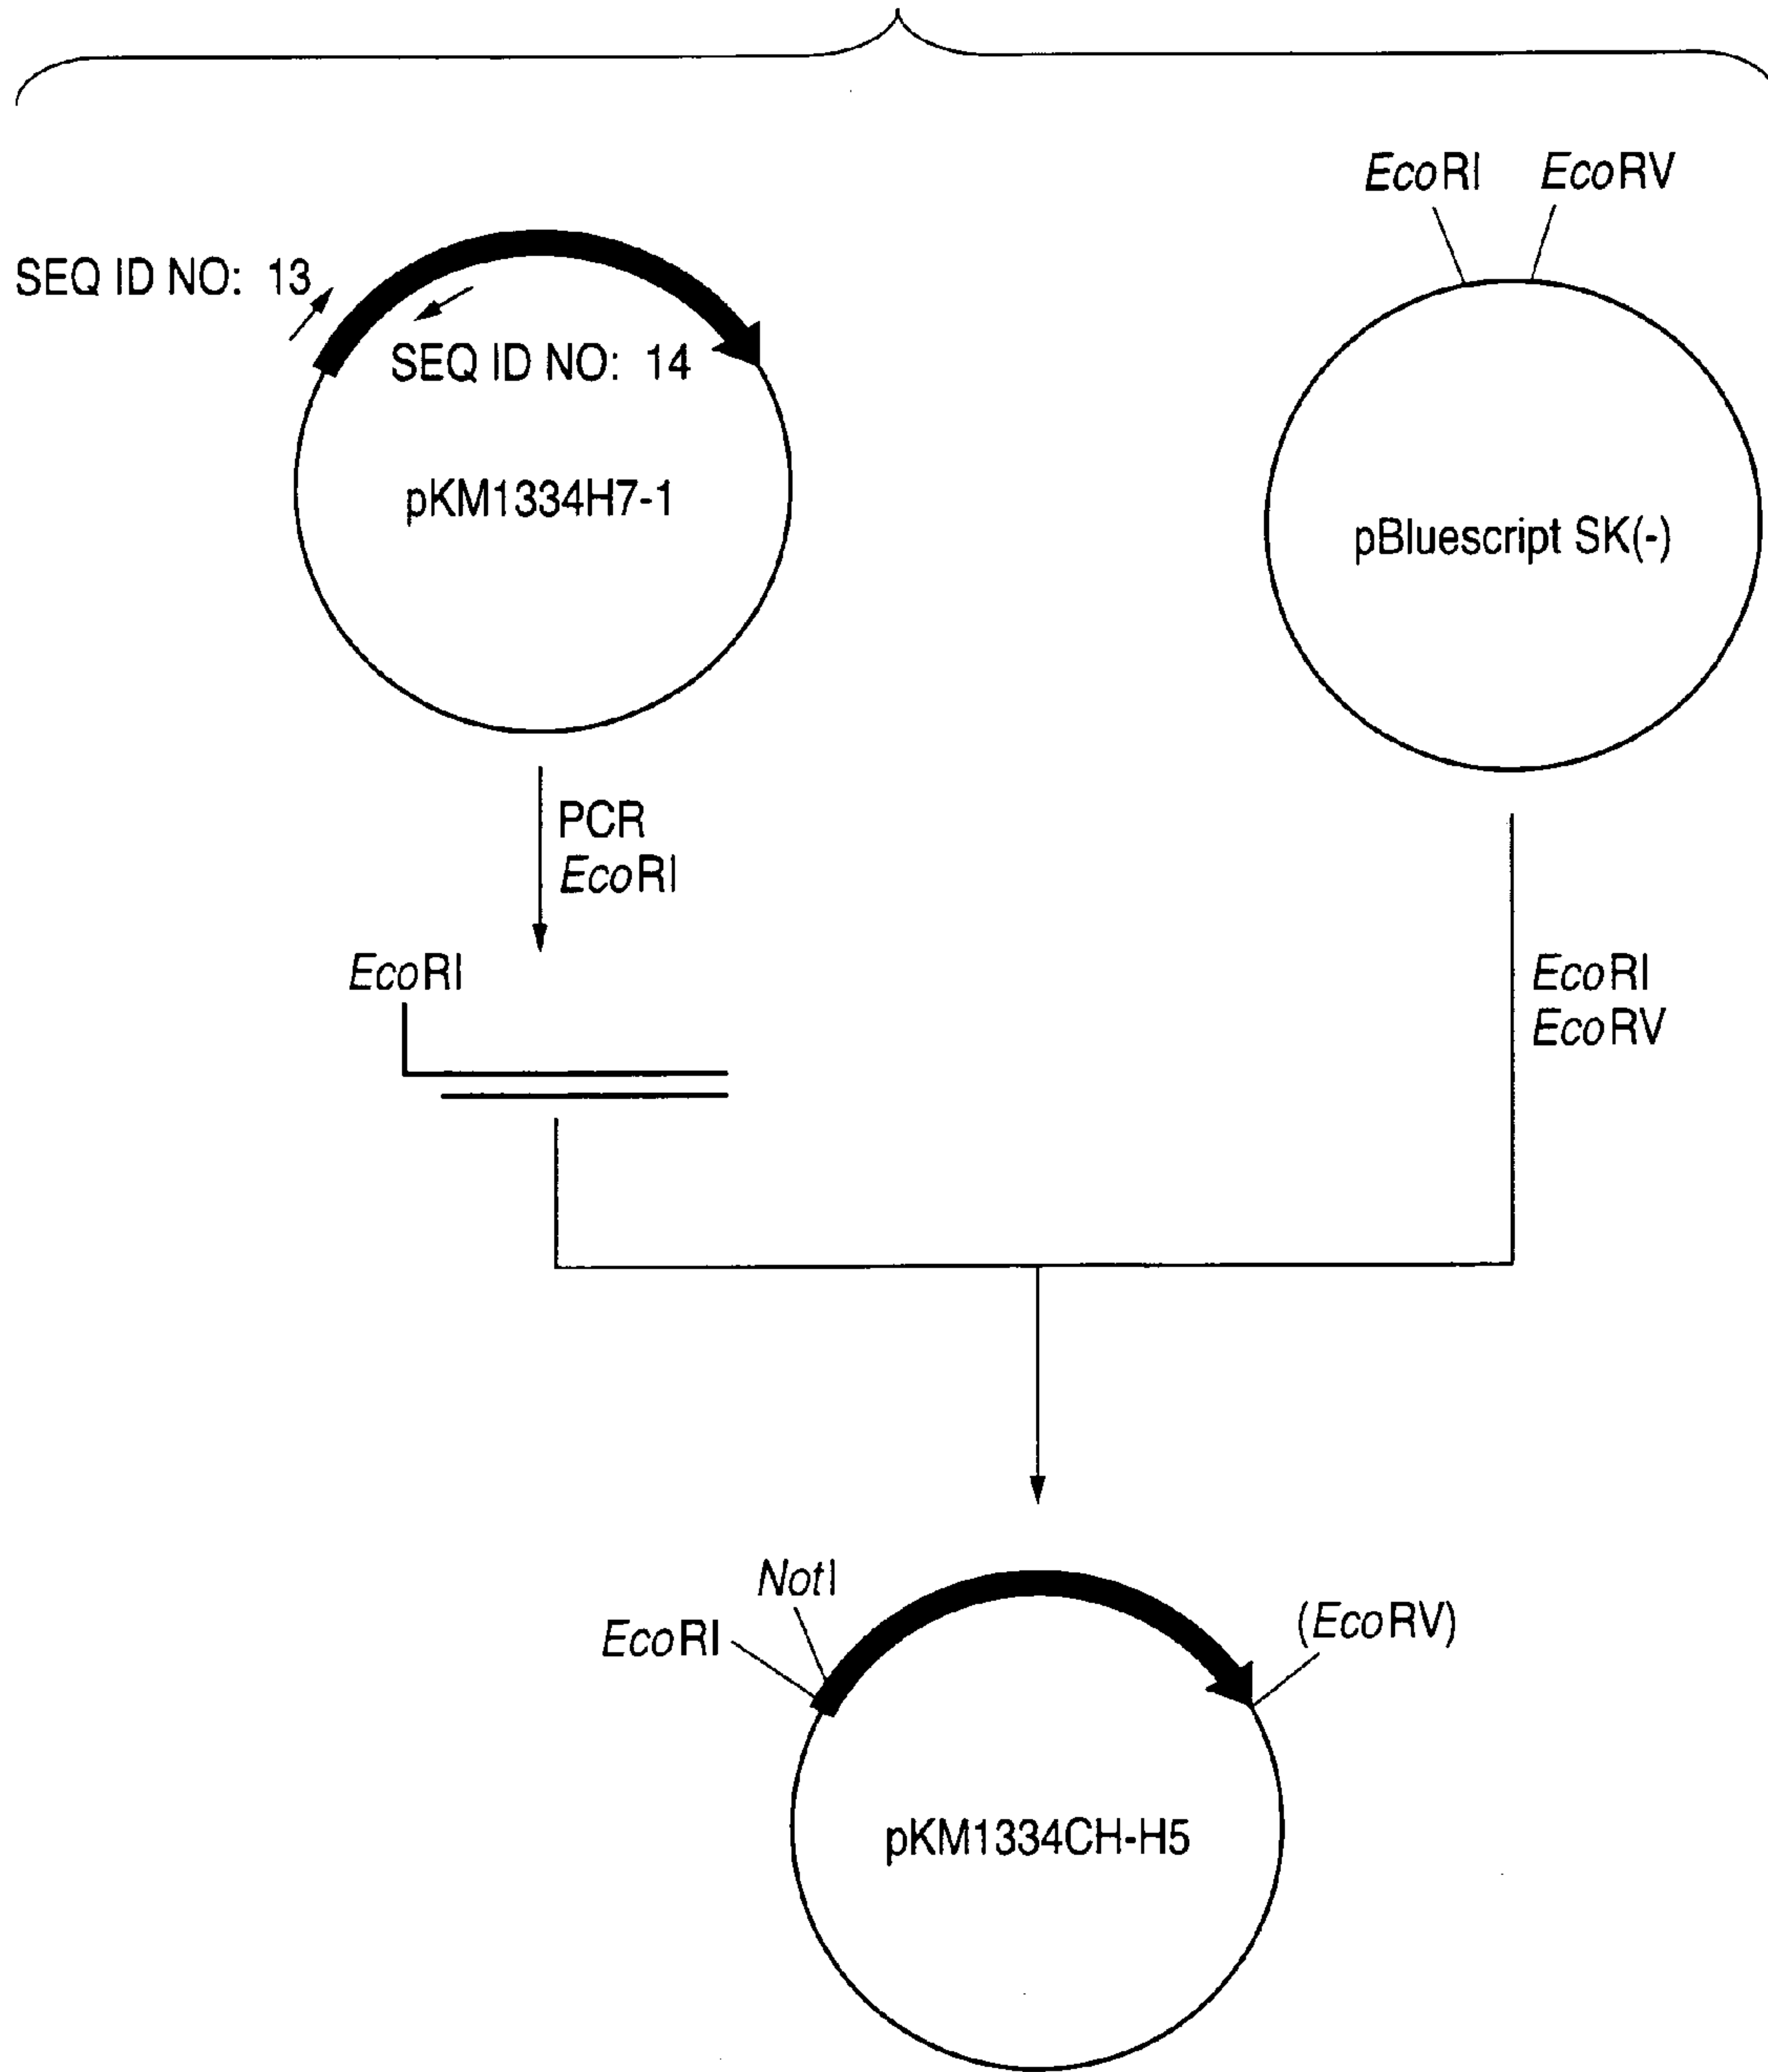 EcoRI EcoRV
SEQ ID NO: 13
SEQ ID NO: 14
pKM1334H7-1
pBluescript SK(-)
PCR
EcoRI
EcoRI
EcoRI
EcoRV
NotI
EcoRI
(EcoRV)
pKM1334CH-H5